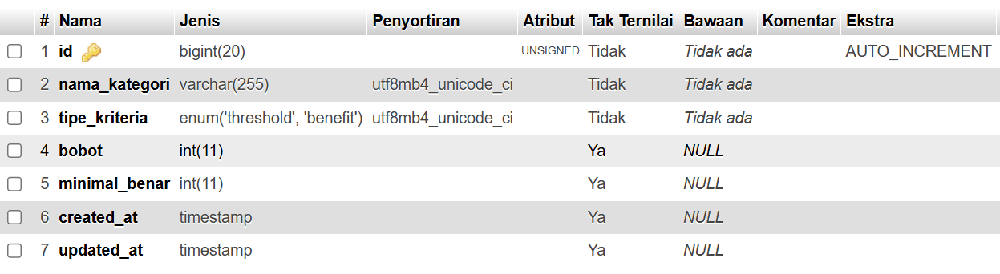 # Nama Jenis Penyortiran Atribut Tak Ternilai Bawaan Komentar Ekstra
1 id bigint(20) UNSIGNED Tidak Tidak ada AUTO_INCREMENT
2 nama_kategori varchar(255) utf8mb4_unicode_ci Tidak Tidak ada
3 tipe_kriteria enum('threshold', 'benefit') utf8mb4_unicode_ci Tidak Tidak ada
4 bobot int(11) Ya NULL
5 minimal_benar int(11) Ya NULL
6 created_at timestamp Ya NULL
7 updated_at timestamp Ya NULL